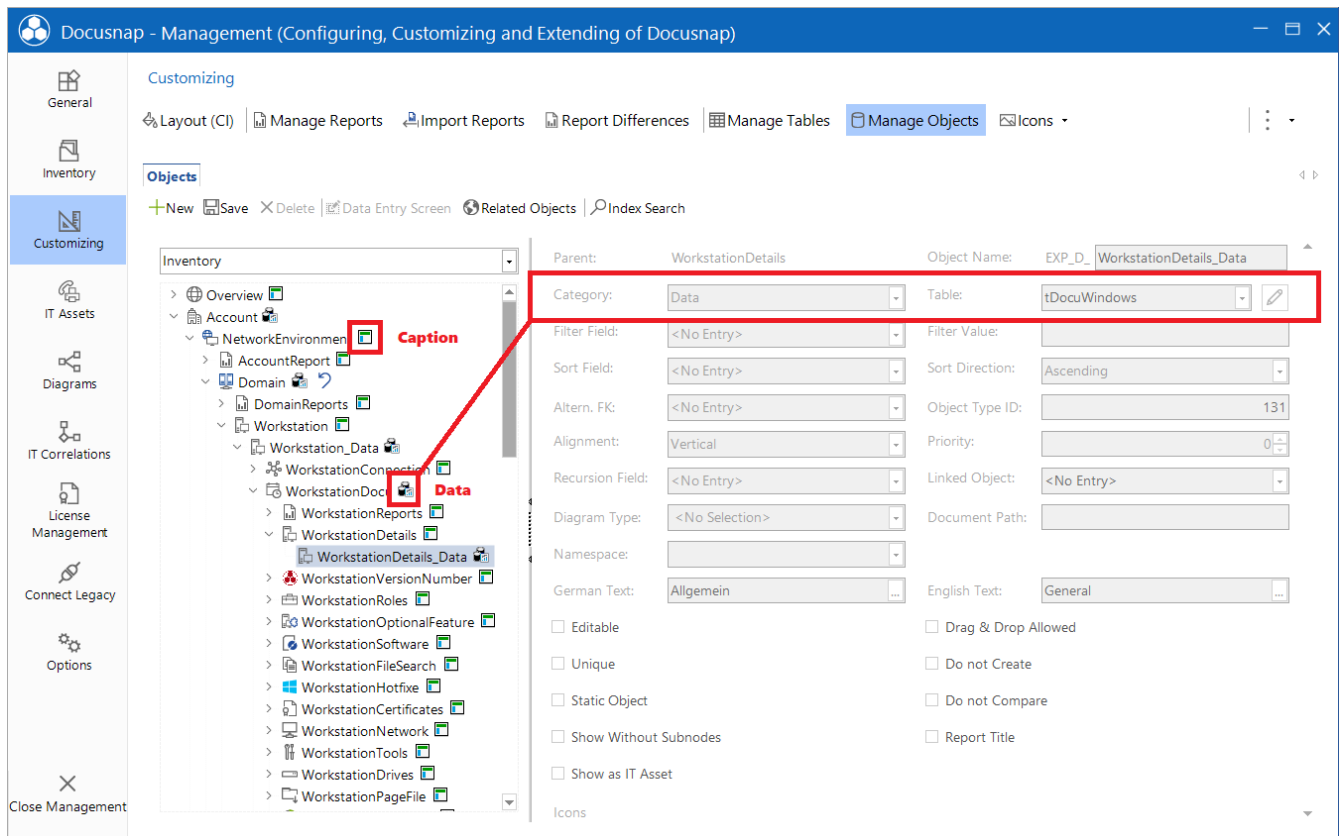 Docusnap - Management (Configuring, Customizing and Extending of Docusnap)
General
Inventory
Customizing
IT Assets
Diagrams
IT Correlations
License
Management
Connect Legacy
Options
Close Management
Customizing
Layout (CI) Manage Reports Import Reports Report Differences Manage Tables Manage Objects Icons
Objects
New Save Delete Data Entry Screen Related Objects Index Search
Inventory
Overview
Account
NetworkEnvironmen Caption
AccountReport
Domain
DomainReports
Workstation
Workstation_Data
WorkstationConnection
WorkstationDocu Data
WorkstationReports
WorkstationDetails
WorkstationDetails_Data
WorkstationVersionNumber
WorkstationRoles
WorkstationOptionalFeature
WorkstationSoftware
WorkstationFileSearch
WorkstationHotfixe
WorkstationCertificates
WorkstationNetwork
WorkstationTools
WorkstationDrives
WorkstationPageFile
Parent: WorkstationDetails Object Name: EXP_D_ WorkstationDetails_Data
Category: Data Table: tDocuWindows
Filter Field: <No Entry> Filter Value:
Sort Field: <No Entry> Sort Direction: Ascending
Altern. FK: <No Entry> Object Type ID: 131
Alignment: Vertical Priority: 0
Recursion Field: <No Entry> Linked Object: <No Entry>
Diagram Type: <No Selection> Document Path:
Namespace:
German Text: Allgemein ... English Text: General ...
Editable Drag & Drop Allowed
Unique Do not Create
Static Object Do not Compare
Show Without Subnodes Report Title
Show as IT Asset
Icons